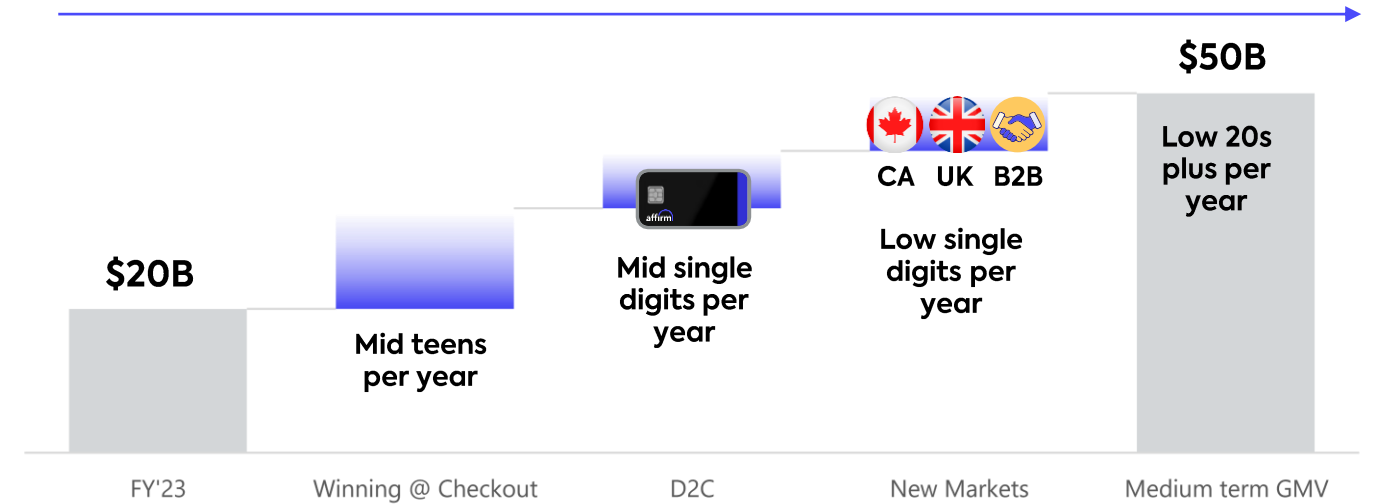 $50B
Low 20s
plus per
year
CA UK B2B
Low single
digits per
year
affirm
Mid single
digits per
year
$20B
Mid teens
per year
FY'23
Winning @ Checkout
D2C
New Markets
Medium term GMV